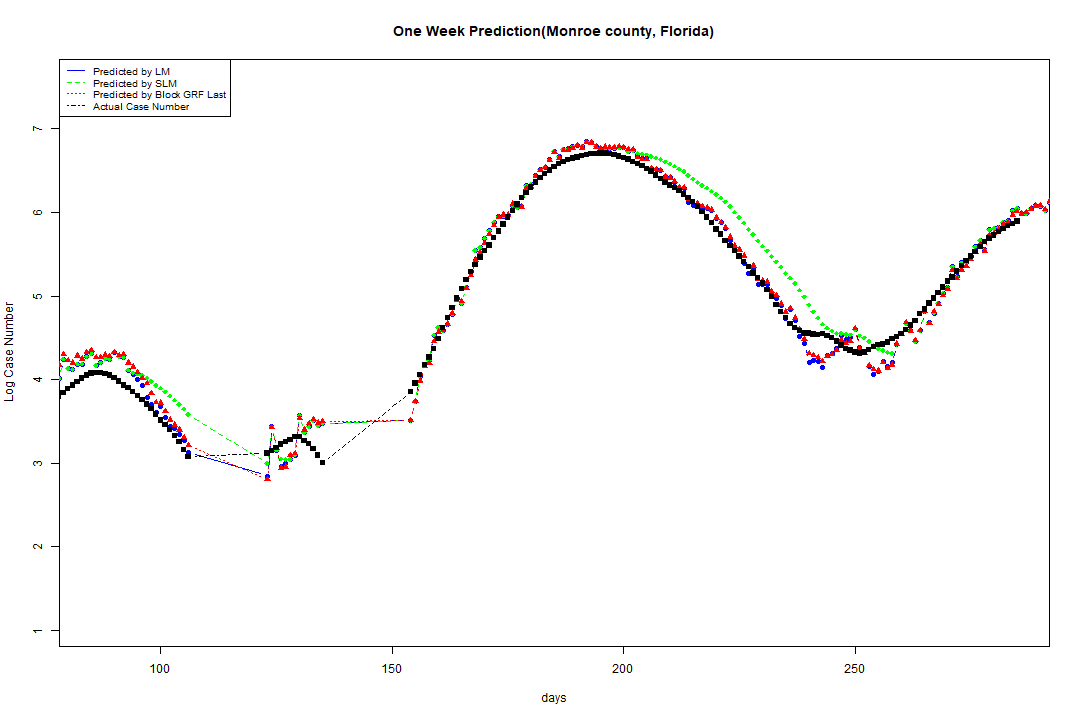 One Week Prediction(Monroe county, Florida)
Predicted by LM
Predicted by SLM
Predicted by Block GRF Last
Actual Case Number
7
6
5
4
3
2
1
Log Case Number
100 150 200 250
days